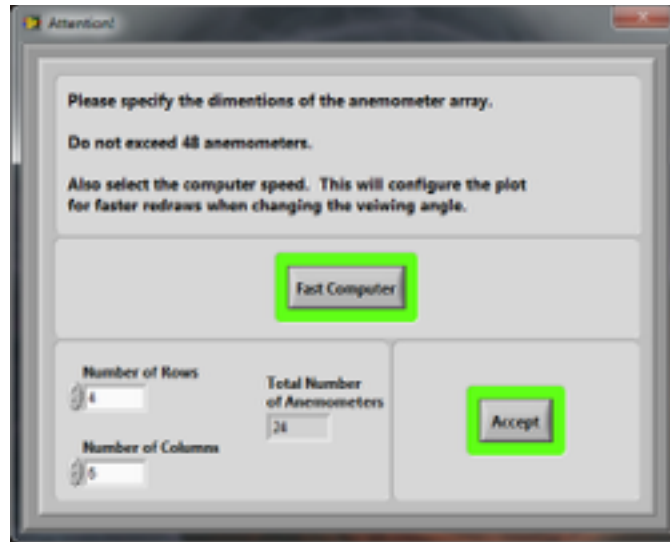 Attention!
Please specify the dimentions of the anemometer array.
Do not exceed 48 anemometers.
Also select the computer speed. This will configure the plot
for faster redraws when changing the veiwing angle.
Fast Computer
Number of Rows
4
Total Number
of Anemometers
24
Number of Columns
6
Accept